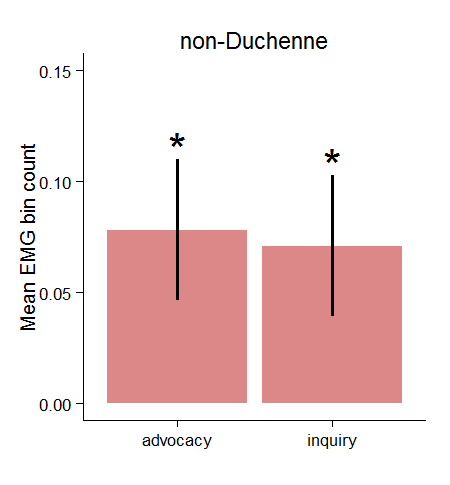 non-Duchenne
Mean EMG bin count
0.15
0.10
0.05
0.00
*
*
advocacy
inquiry